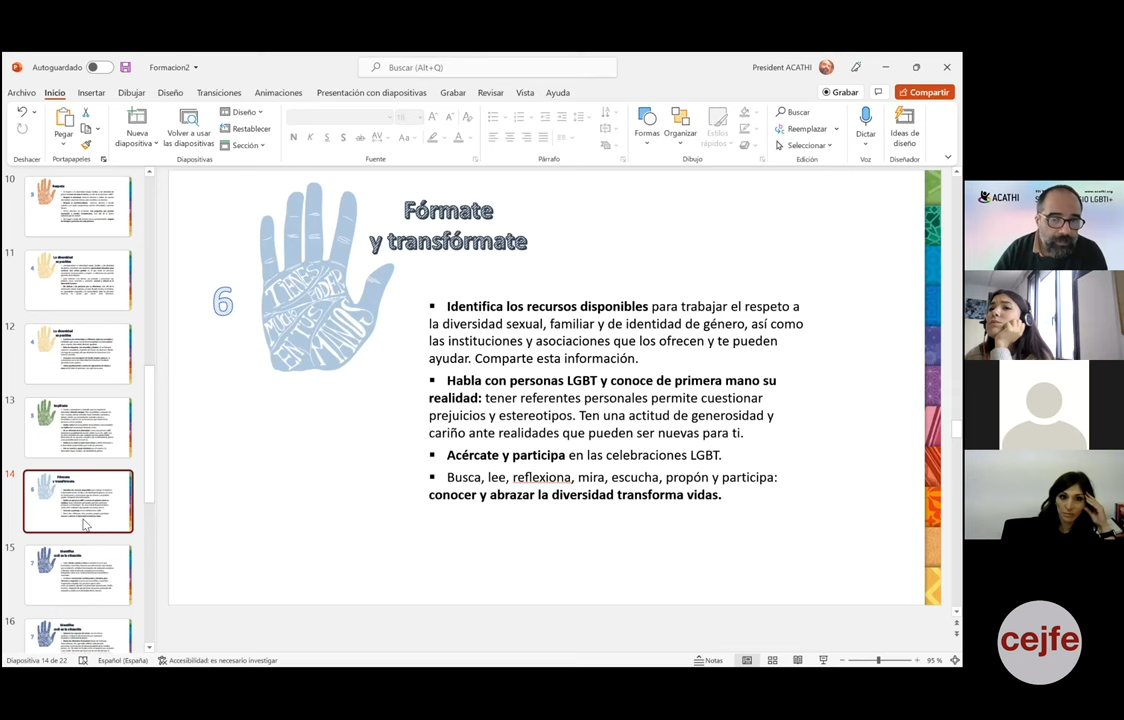 Autoguardado
Formacion2
Buscar (Alt+Q)
President ACATHI
Archivo Inicio Insertar Dibujar Diseño Transiciones Animaciones Presentación con diapositivas Grabar Revisar Vista Ayuda
Grabar
Compartir
Pegar
Nueva diapositiva
Volver a usar las diapositivas
Diseño
Restablecer
Sección
18
N K S S ab AV Aa A
Formas
Organizar
Estilos rápidos
Buscar
Reemplazar
Seleccionar
Dictar
Ideas de diseño
Deshacer Portapapeles Diapositivas Fuente Párrafo Dibujo Edición Voz Diseñador
10
11
12
13
14
15
16
Fórmate
y transfórmate
6
▪ Identifica los recursos disponibles para trabajar el respeto a
la diversidad sexual, familiar y de identidad de género, así como
las instituciones y asociaciones que los ofrecen y te pueden
ayudar. Comparte esta información.
▪ Habla con personas LGBT y conoce de primera mano su
realidad: tener referentes personales permite cuestionar
prejuicios y estereotipos. Ten una actitud de generosidad y
cariño ante realidades que pueden ser nuevas para ti.
▪ Acércate y participa en las celebraciones LGBT.
▪ Busca, lee, reflexiona, mira, escucha, propón y participa:
conocer y abrazar la diversidad transforma vidas.
ACATHI
cejfe
Diapositiva 14 de 22
Español (España)
Accesibilidad: es necesario investigar
Notas
95 %